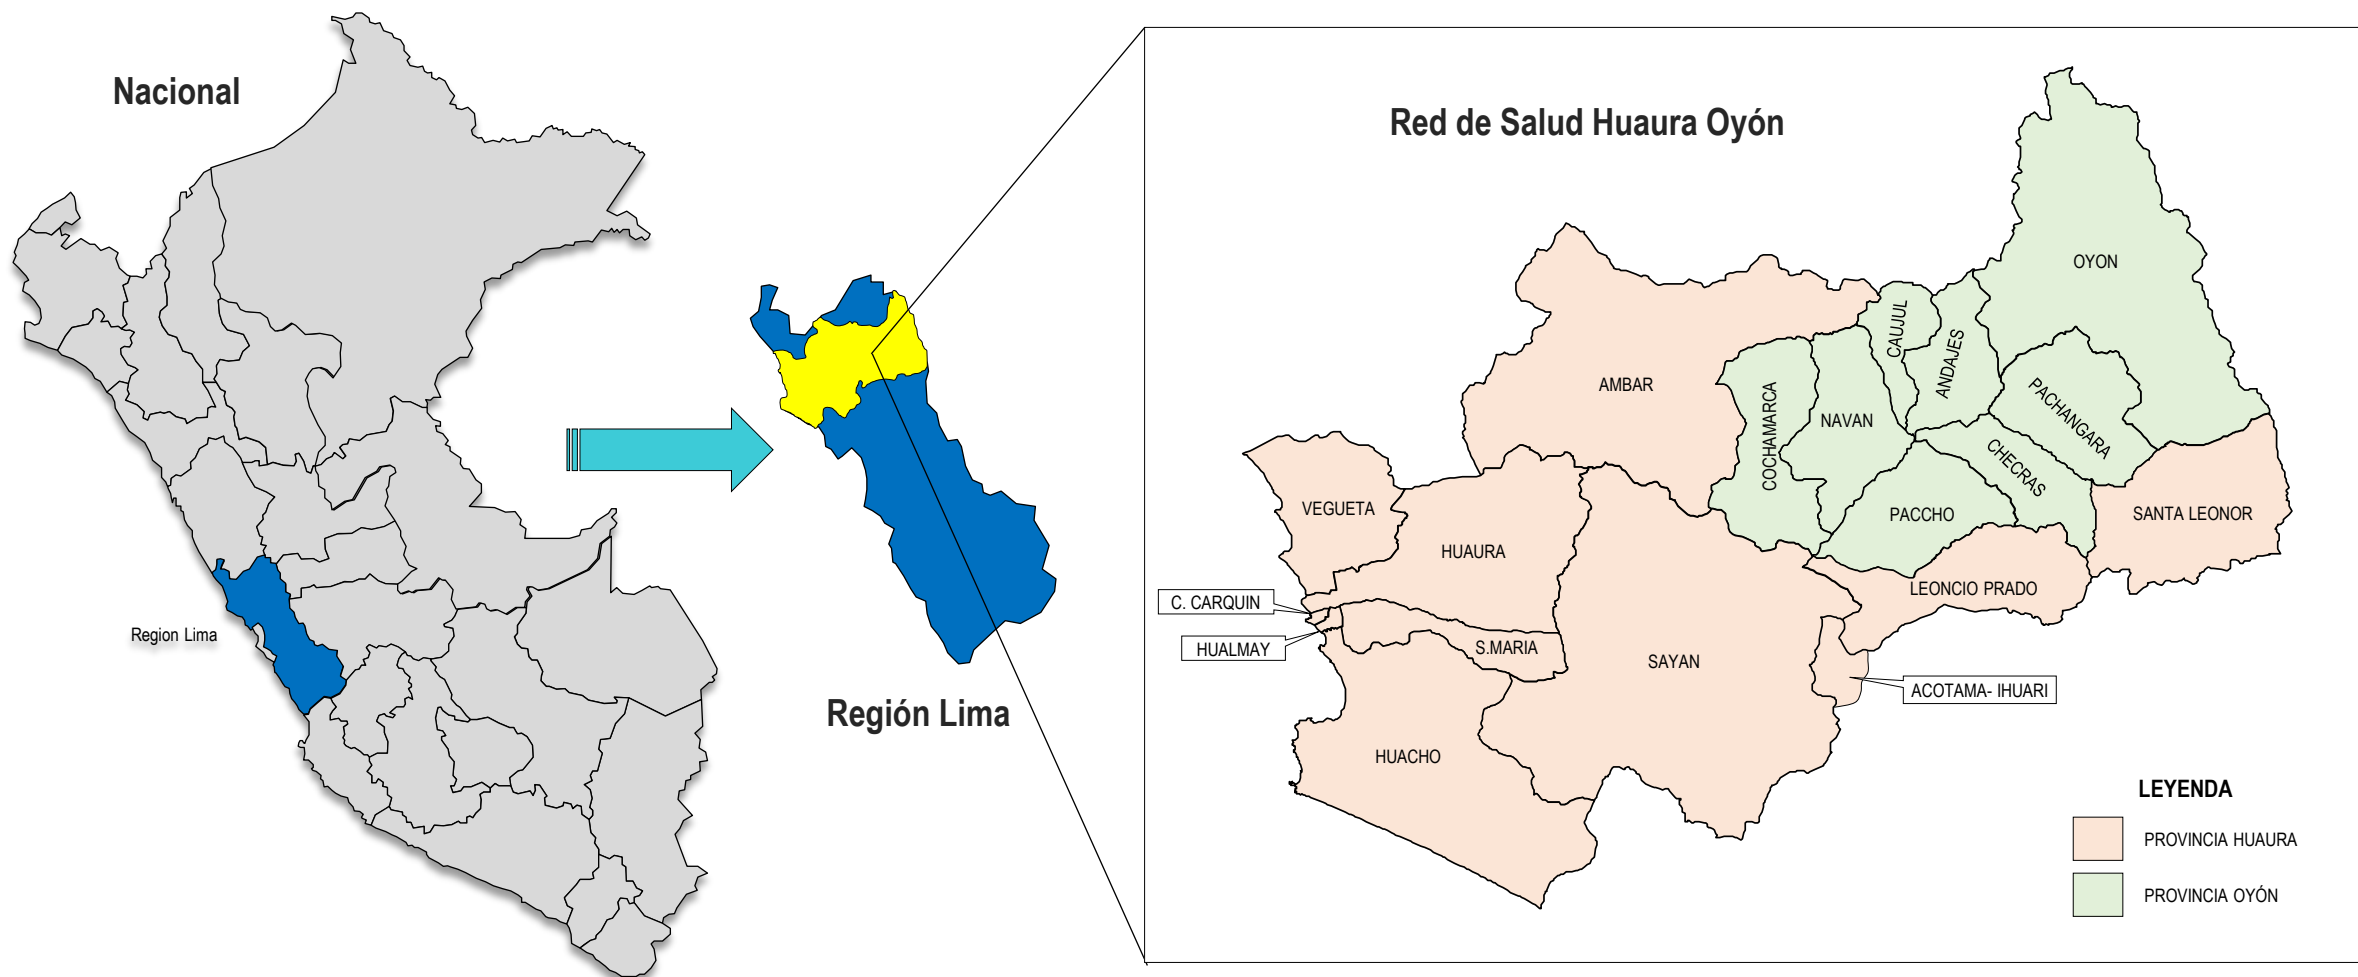 Nacional
Region Lima
Región Lima
Red de Salud Huaura Oyón
OYON
CAUJUL
ANDAJES
AMBAR
PACHANGARA
COCHAMARCA
NAVAN
CHECRAS
VEGUETA
PACCHO
SANTA LEONOR
HUAURA
LEONCIO PRADO
C. CARQUIN
HUALMAY
S.MARIA
SAYAN
ACOTAMA- IHUARI
HUACHO
LEYENDA
PROVINCIA HUAURA
PROVINCIA OYÓN